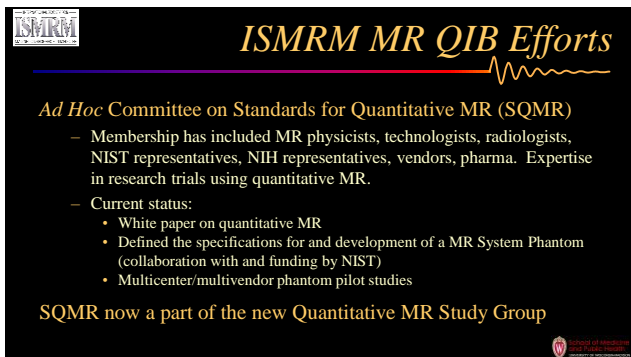 ISMRM
ISMRM MR QIB Efforts
Ad Hoc Committee on Standards for Quantitative MR (SQMR)
– Membership has included MR physicists, technologists, radiologists,
NIST representatives, NIH representatives, vendors, pharma. Expertise
in research trials using quantitative MR.
– Current status:
• White paper on quantitative MR
• Defined the specifications for and development of a MR System Phantom
(collaboration with and funding by NIST)
• Multicenter/multivendor phantom pilot studies
SQMR now a part of the new Quantitative MR Study Group
School of Medicine
and Public Health